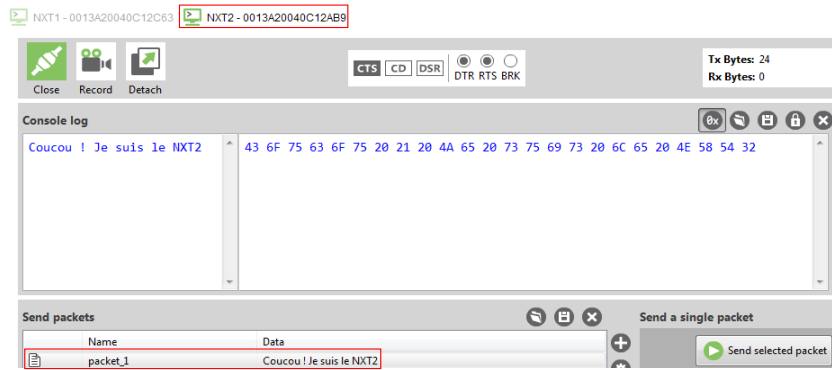 NXT1 - 0013A20040C12C63 NXT2 - 0013A20040C12AB9
CTS CD DSR DTR RTS BRK
Tx Bytes: 24
Rx Bytes: 0
Close Record Detach
Console log 0x
Coucou ! Je suis le NXT2 43 6F 75 63 6F 75 20 21 20 4A 65 20 73 75 69 73 20 6C 65 20 4E 58 54 32
Send packets Send a single packet
Name Data
packet_1 Coucou ! Je suis le NXT2
Send selected packet